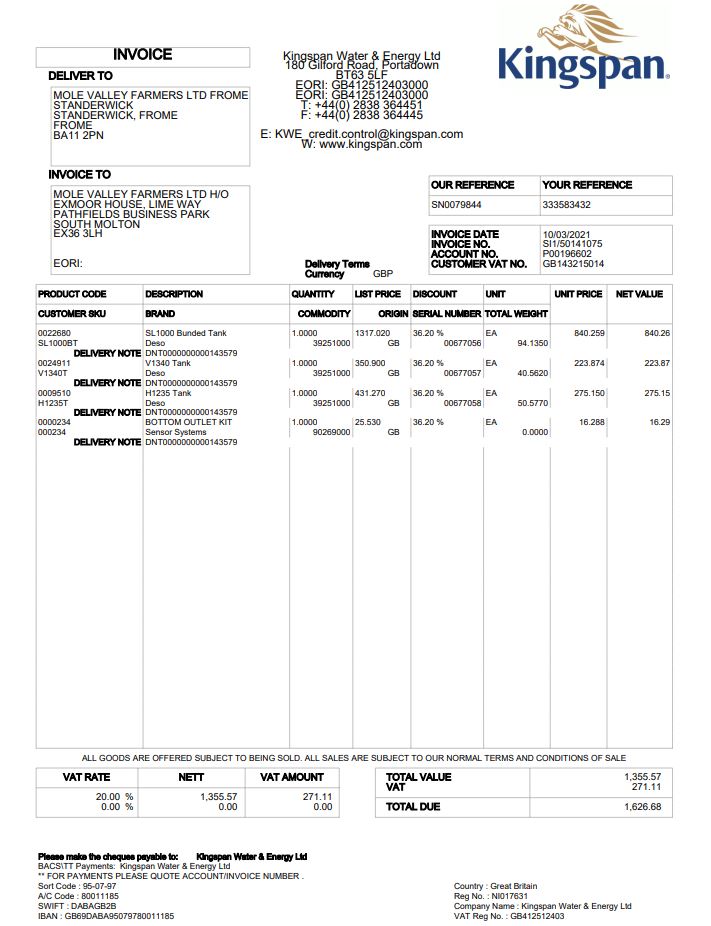 INVOICE
DELIVER TO
MOLE VALLEY FARMERS LTD FROME
STANDERWICK
STANDERWICK, FROME
FROME
BA11 2PN
Kingspan Water & Energy Ltd
180 Gilford Road, Portadown
BT63 5LF
EORI: GB412512403000
EORI: GB412512403000
T: +44(0) 2838 364451
F: +44(0) 2838 364445
E: KWE_credit.control@kingspan.com
W: www.kingspan.com
Kingspan.
INVOICE TO
MOLE VALLEY FARMERS LTD H/O
EXMOOR HOUSE, LIME WAY
PATHFIELDS BUSINESS PARK
SOUTH MOLTON
EX36 3LH
EORI:
Delivery Terms
Currency GBP
OUR REFERENCE YOUR REFERENCE
SN0079844 333583432
INVOICE DATE 10/03/2021
INVOICE NO. SI1/50141075
ACCOUNT NO. P00196602
CUSTOMER VAT NO. GB143215014
PRODUCT CODE DESCRIPTION QUANTITY LIST PRICE DISCOUNT UNIT UNIT PRICE NET VALUE
CUSTOMER SKU BRAND COMMODITY ORIGIN SERIAL NUMBER TOTAL WEIGHT
0022680 SL1000 Bunded Tank 1.0000 1317.020 36.20 % EA 840.259 840.26
SL1000BT Deso 39251000 GB 00677056 94.1350
DELIVERY NOTE DNT0000000000143579
0024911 V1340 Tank 1.0000 350.900 36.20 % EA 223.874 223.87
V1340T Deso 39251000 GB 00677057 40.5620
DELIVERY NOTE DNT0000000000143579
0009510 H1235 Tank 1.0000 431.270 36.20 % EA 275.150 275.15
H1235T Deso 39251000 GB 00677058 50.5770
DELIVERY NOTE DNT0000000000143579
0000234 BOTTOM OUTLET KIT 1.0000 25.530 36.20 % EA 16.288 16.29
000234 Sensor Systems 90269000 GB 0.0000
DELIVERY NOTE DNT0000000000143579
ALL GOODS ARE OFFERED SUBJECT TO BEING SOLD. ALL SALES ARE SUBJECT TO OUR NORMAL TERMS AND CONDITIONS OF SALE
VAT RATE NETT VAT AMOUNT
20.00 % 1,355.57 271.11
0.00 % 0.00 0.00
TOTAL VALUE 1,355.57
VAT 271.11
TOTAL DUE 1,626.68
Please make the cheques payable to: Kingspan Water & Energy Ltd
BACS\TT Payments: Kingspan Water & Energy Ltd
** FOR PAYMENTS PLEASE QUOTE ACCOUNT/INVOICE NUMBER .
Sort Code : 95-07-97
A/C Code : 80011185
SWIFT : DABAGB2B
IBAN : GB69DABA95079780011185
Country : Great Britain
Reg No. : NI017631
Company Name : Kingspan Water & Energy Ltd
VAT Reg No. : GB412512403